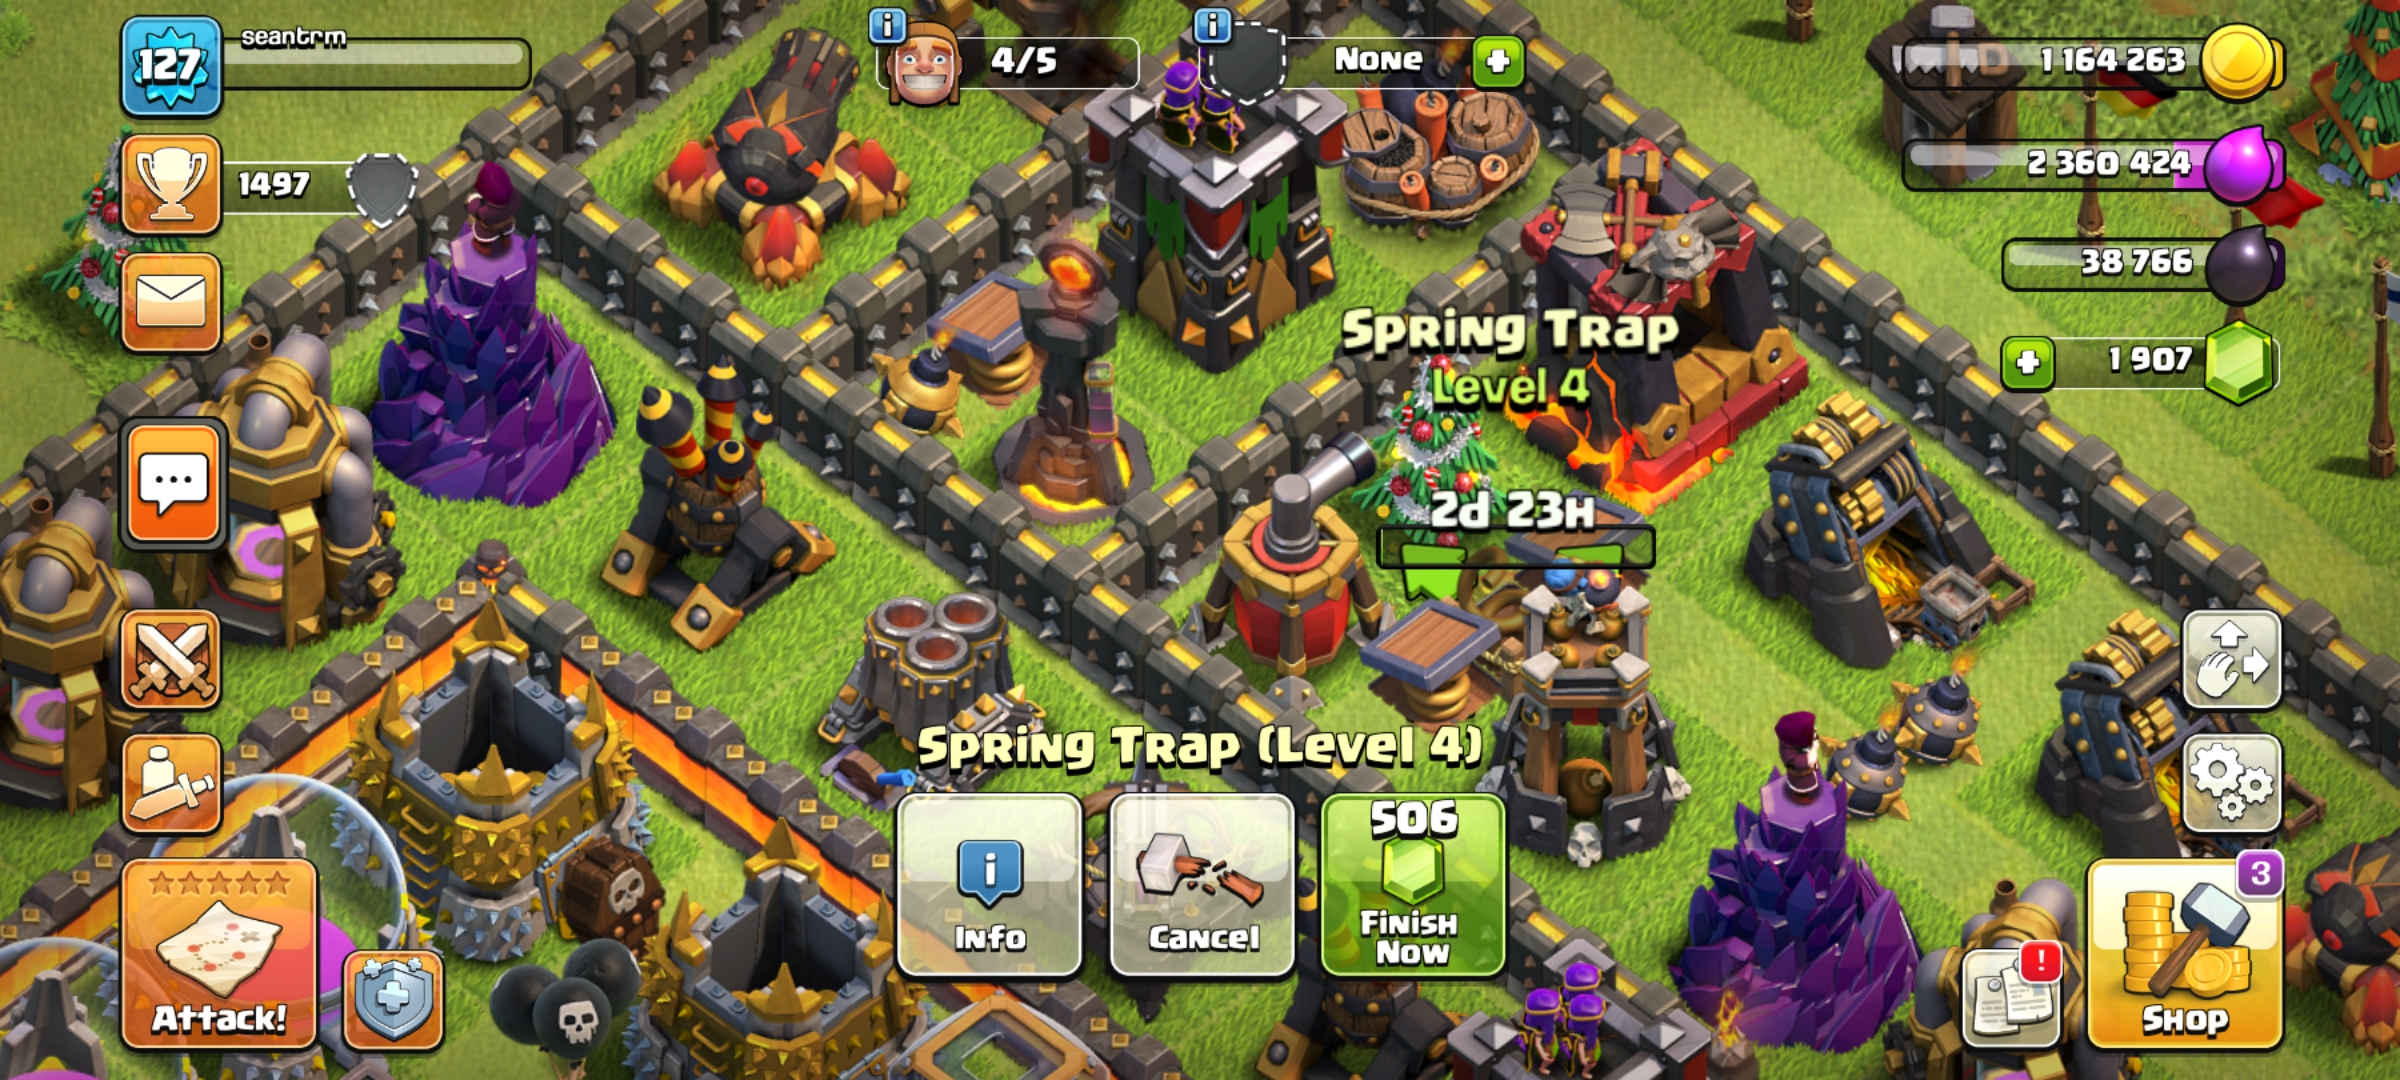 127
seantrm
4/5
None
1 164 263
1497
2 360 424
38 766
1 907
Spring Trap
Level 4
2d 23H
Spring Trap (Level 4)
Info
Cancel
506
Finish
Now
Attack!
3
!
Shop